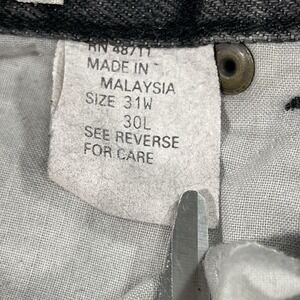 RN 48711
MADE IN
MALAYSIA
SIZE 31W
30L
SEE REVERSE
FOR CARE